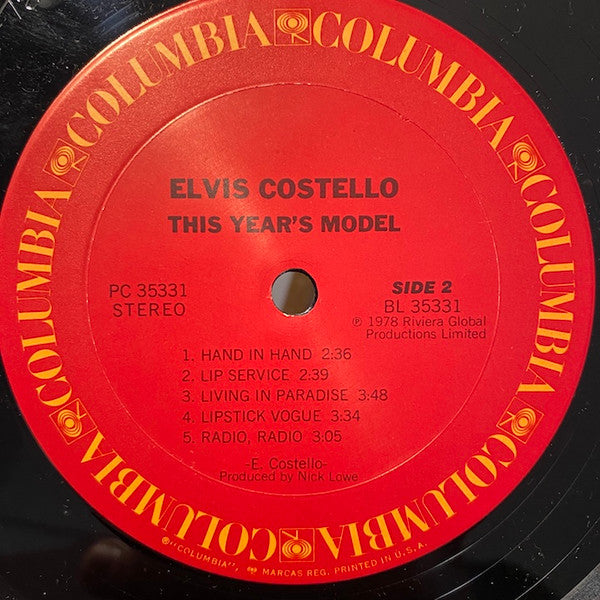 COLUMBIA COLUMBIA COLUMBIA COLUMBIA COLUMBIA COLUMBIA
ELVIS COSTELLO
THIS YEAR'S MODEL
PC 35331
STEREO
SIDE 2
BL 35331
℗ 1978 Riviera Global
Productions Limited
1. HAND IN HAND 2:36
2. LIP SERVICE 2:39
3. LIVING IN PARADISE 3:48
4. LIPSTICK VOGUE 3:34
5. RADIO, RADIO 3:05
-E. Costello-
Produced by Nick Lowe
®"COLUMBIA", MARCAS REG. PRINTED IN U.S.A.